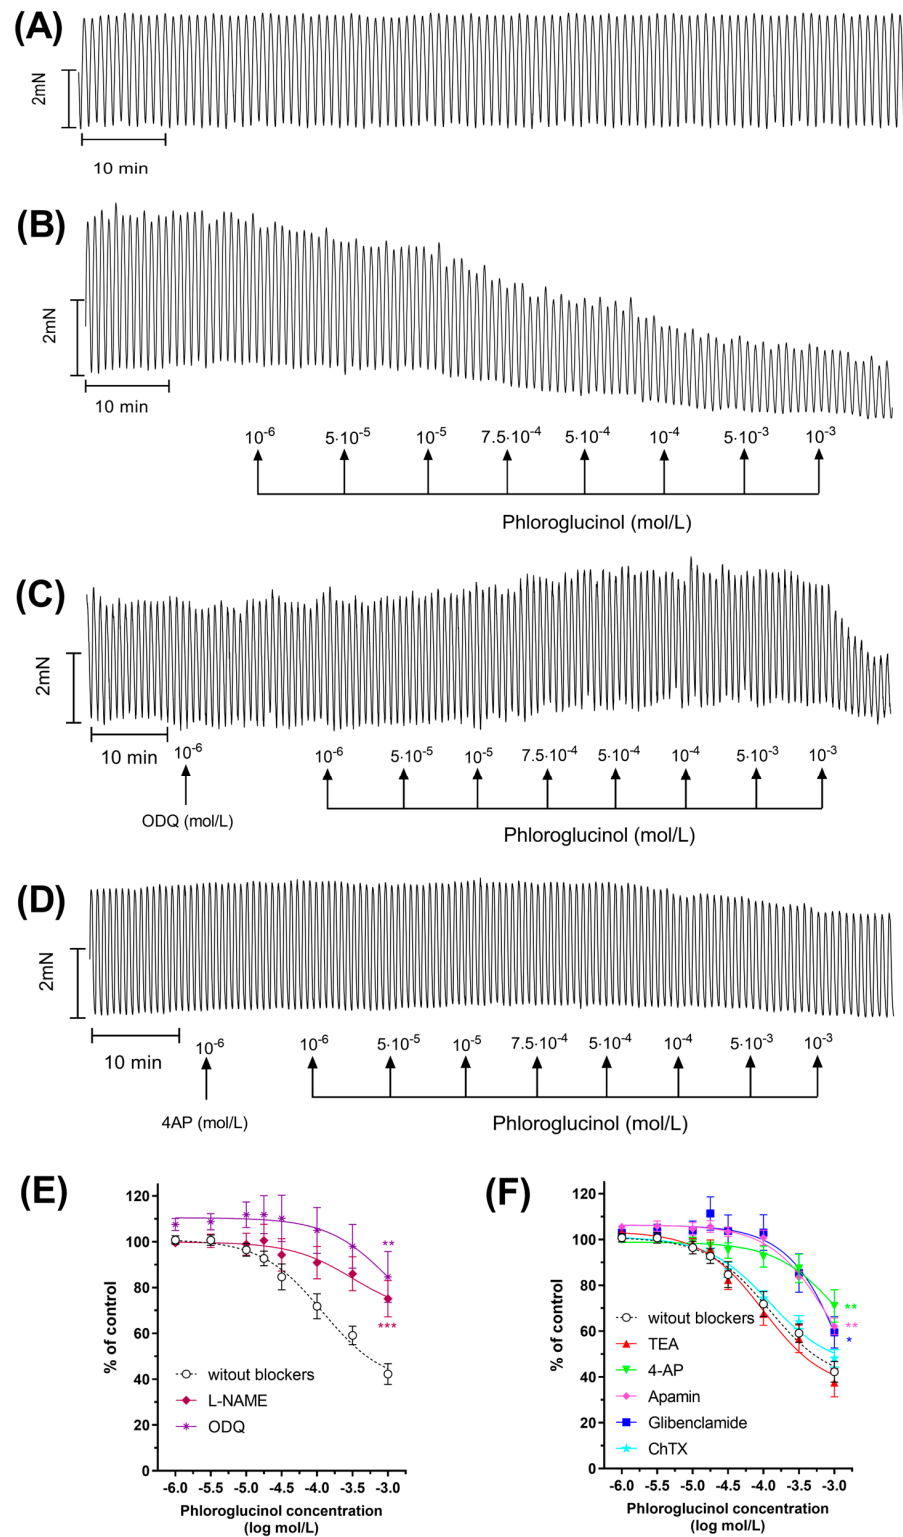 (A)
2mN
10 min
(B)
2mN
10 min
10⁻⁶ 5·10⁻⁵ 10⁻⁵ 7.5·10⁻⁴ 5·10⁻⁴ 10⁻⁴ 5·10⁻³ 10⁻³
Phloroglucinol (mol/L)
(C)
2mN
10 min 10⁻⁶
10⁻⁶ 5·10⁻⁵ 10⁻⁵ 7.5·10⁻⁴ 5·10⁻⁴ 10⁻⁴ 5·10⁻³ 10⁻³
ODQ (mol/L)
Phloroglucinol (mol/L)
(D)
2mN
10 min
10⁻⁶ 10⁻⁶ 5·10⁻⁵ 10⁻⁵ 7.5·10⁻⁴ 5·10⁻⁴ 10⁻⁴ 5·10⁻³ 10⁻³
4AP (mol/L)
Phloroglucinol (mol/L)
(E)
% of control
120
100
80
60
40
20
0
**
***
witout blockers
L-NAME
ODQ
-6.0 -5.5 -5.0 -4.5 -4.0 -3.5 -3.0
Phloroglucinol concentration
(log mol/L)
(F)
% of control
120
100
80
60
40
20
0
**
**
*
witout blockers
TEA
4-AP
Apamin
Glibenclamide
ChTX
-6.0 -5.5 -5.0 -4.5 -4.0 -3.5 -3.0
Phloroglucinol concentration
(log mol/L)